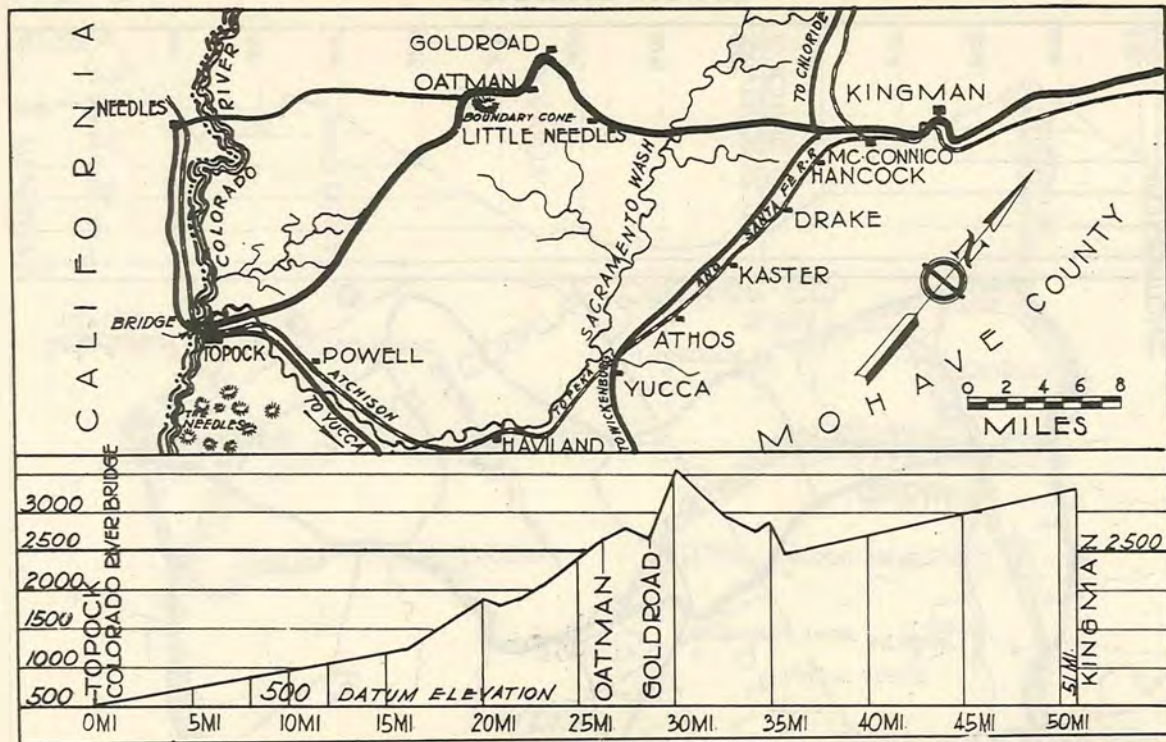 CALIFORNIA
NEEDLES
COLORADO RIVER
GOLDROAD
OATMAN
BOUNDARY CONE
LITTLE NEEDLES
TO CHLORIDE
KINGMAN
MC·CONNICO
HANCOCK
SANTA FE R.R
SACRAMENTO WASH
DRAKE
AND
KASTER
MOHAVE COUNTY
BRIDGE
TOPOCK
POWELL
ATCHISON
TO YUCCA
THE NEEDLES
HAVILAND
TOPEKA
ATHOS
YUCCA
TO WICKENBURG
N
0 2 4 6 8
MILES
3000
2500
2000
1500
1000
500
TOPOCK
COLORADO RIVER BRIDGE
500 DATUM ELEVATION
OATMAN
GOLDROAD
51 MI.
KINGMAN
2500
0MI 5MI 10MI 15MI. 20MI 25MI 30MI. 35MI. 40MI 45MI 50MI